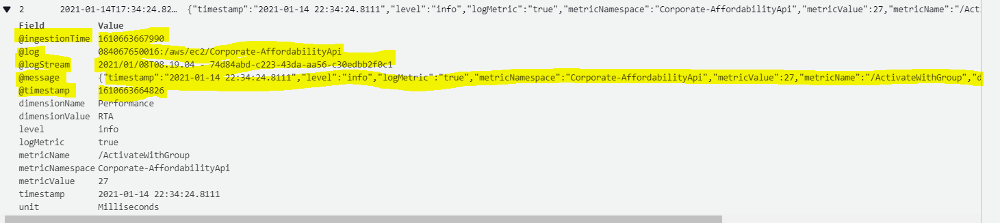 2 2021-01-14T17:34:24.82... {"timestamp":"2021-01-14 22:34:24.8111","level":"info","logMetric":"true","metricNamespace":"Corporate-AffordabilityApi","metricValue":27,"metricName":"/Acti
Field Value
@ingestionTime 1610663667990
@log 084067650016:/aws/ec2/Corporate-AffordabilityApi
@logStream 2021/01/08T08.19.04 - 74d84abd-c223-43da-aa56-c30edbb2f0c1
@message {"timestamp":"2021-01-14 22:34:24.8111","level":"info","logMetric":"true","metricNamespace":"Corporate-AffordabilityApi","metricValue":27,"metricName":"/ActivateWithGroup","d
@timestamp 1610663664826
dimensionName Performance
dimensionValue RTA
level info
logMetric true
metricName /ActivateWithGroup
metricNamespace Corporate-AffordabilityApi
metricValue 27
timestamp 2021-01-14 22:34:24.8111
unit Milliseconds